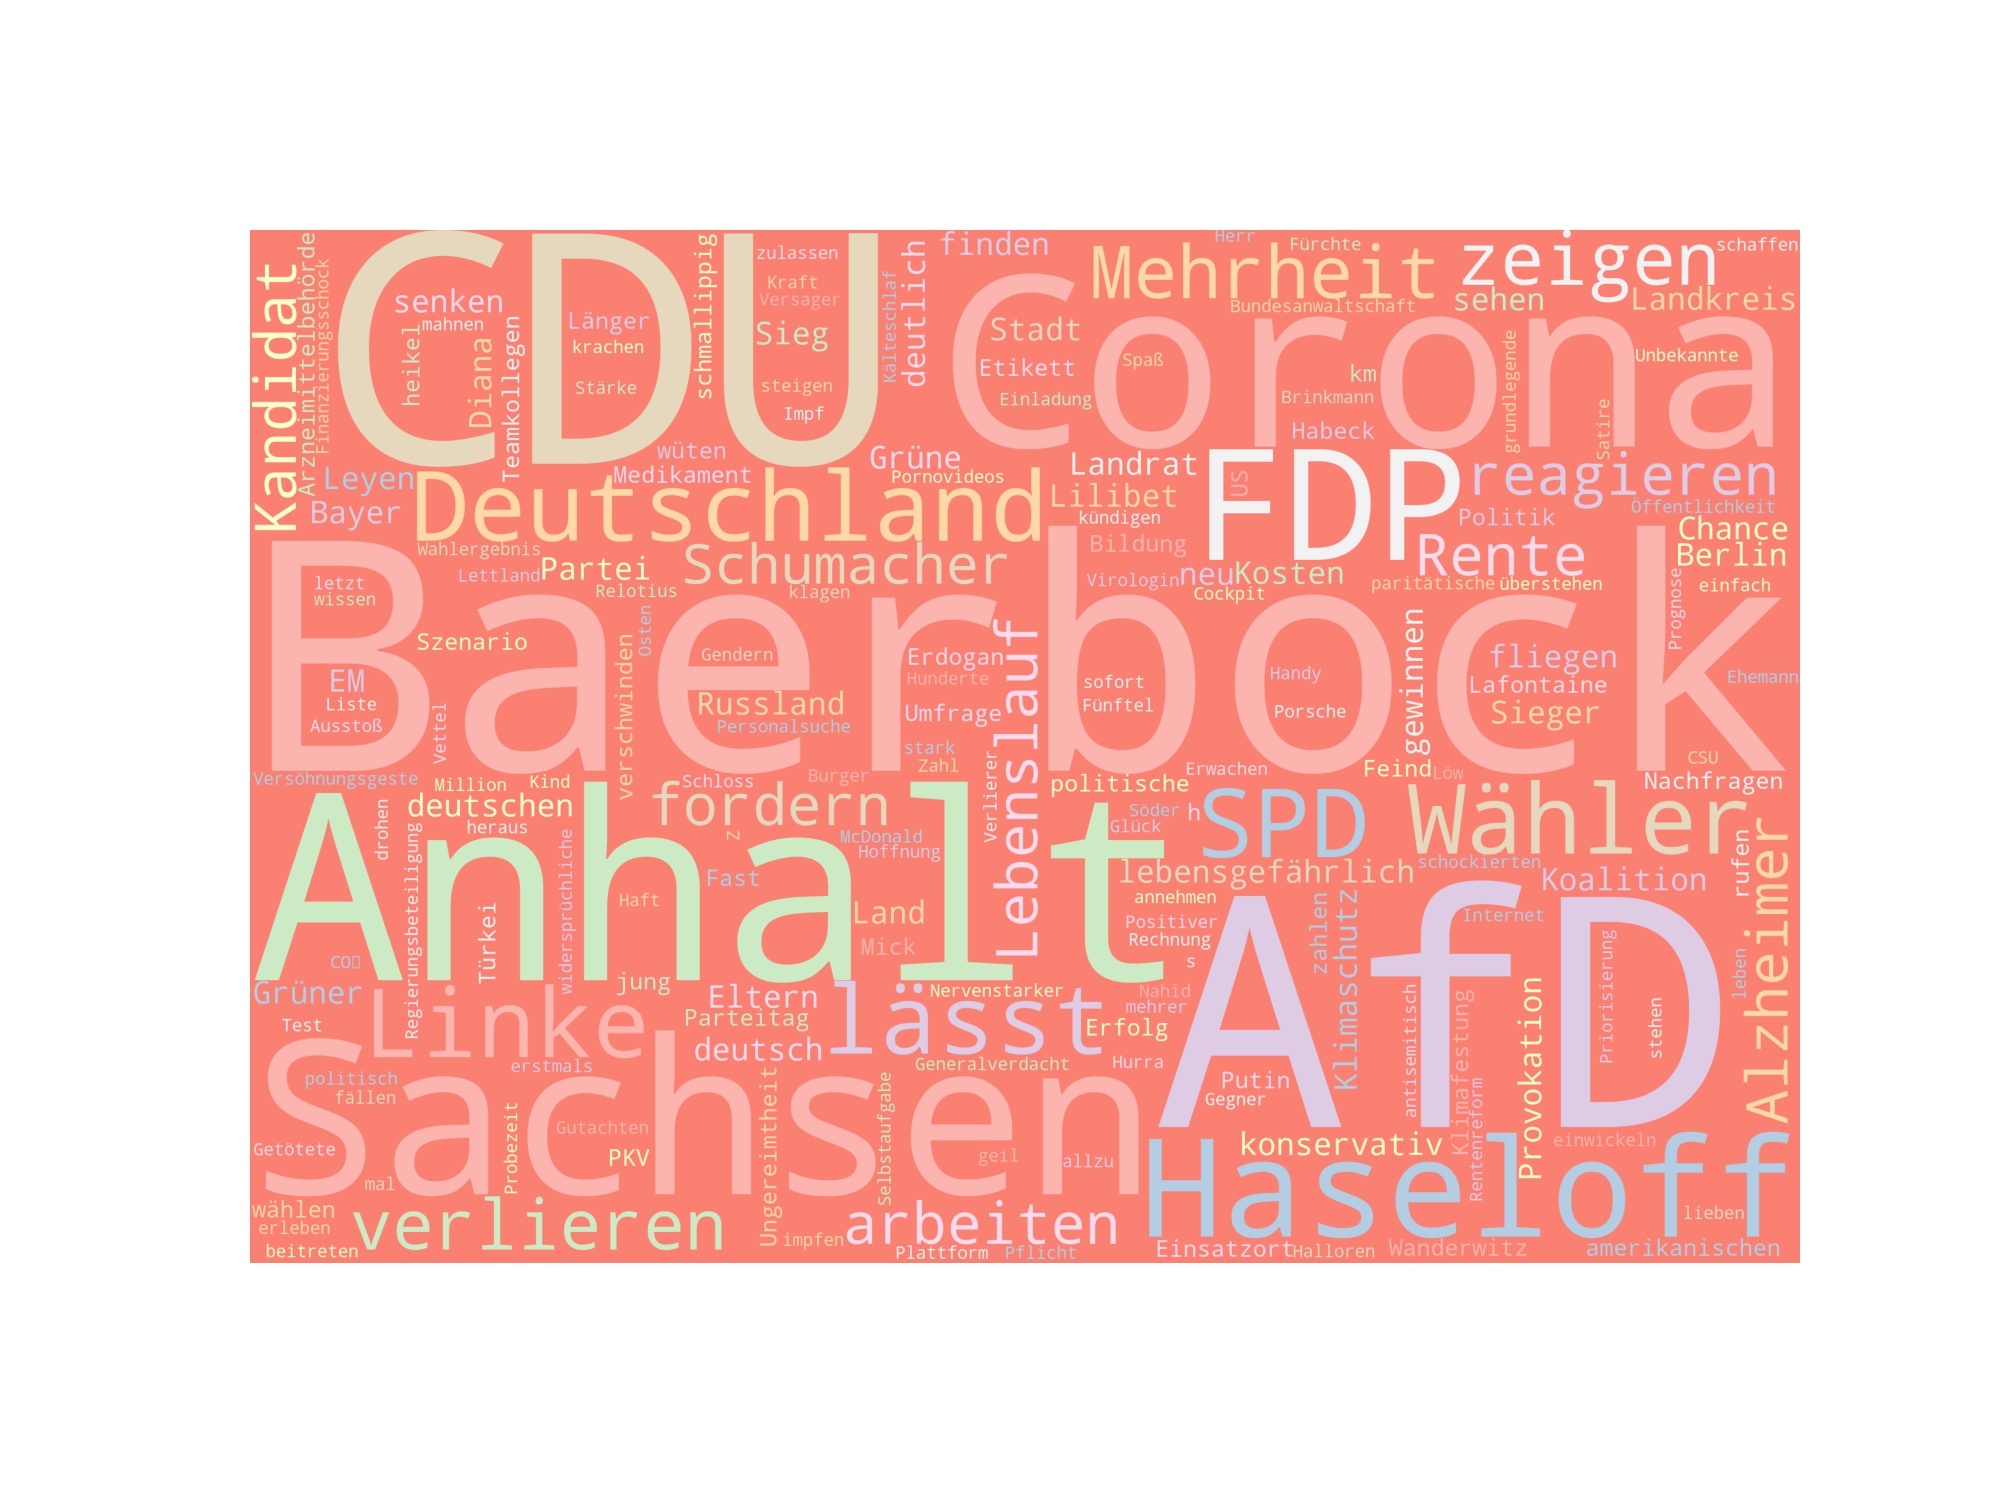 CDU
Corona
Mehrheit
zeigen
schaffen
finden
Herr
Fürchte
Bundesanwaltschaft
sehen
Landkreis
Kandidat
Arzneimittelbehörde
Finanzierungsschock
senken
mahnen
heikel
Diana
Teamkollegen
Länger
krachen
Stärke
schmallippig
zulassen
Kraft
Versager
Sieg
steigen
Impf
Kälteschlaf
deutlich
Stadt
Etikett
Einladung
Spaß
km
Brinkmann
Habeck
grundlegende
Satire
Unbekannte
Leyen
Bayer
wüten
Medikament
Grüne
Pornovideos
Landrat
Lilibet
kündigen
FDP
US
reagieren
Öffentlichkeit
Politik
Chance
Berlin
Deutschland
Wahlergebnis
Lettland
Partei
Schumacher
Relotius
klagen
Bildung
Virologin
neu
Kosten
Cockpit
Rente
paritätische
überstehen
einfach
Prognose
Baerbock
letzt
wissen
Szenario
EM
Liste
Ausstoß
Vettel
verschwinden
Osten
Gendern
Russland
Personalsuche
Erdogan
Hunderte
Umfrage
stark
Zahl
Lebenslauf
sofort
Fünftel
Handy
Porsche
gewinnen
fliegen
Lafontaine
Sieger
Ehemann
CSU
Versöhnungsgeste
Million
Kind
Schloss
Burger
Verlierer
politische
Erwachen
Feind
Löw
Nachfragen
Anhalt
deutschen
heraus
drohen
Regierungsbeteiligung
fordern
z
McDonald
Hoffnung
Söder
Glück
h
SPD
Wähler
schockierten
rufen
Alzheimer
lebensgefährlich
Koalition
Türkei
widersprüchliche
Haft
Fast
Land
Mick
annehmen
Positiver
Rechnung
s
zahlen
Klimaschutz
Internet
AfD
Priorisierung
stehen
leben
Grüner
Test
Linke
jung
Eltern
Parteitag
deutsch
lässt
Nervenstarker
Nahid
mehrer
Erfolg
antisemitisch
Klimafestung
Rentenreform
Provokation
Sachsen
politisch
fällen
erstmals
Generalverdacht
Hurra
Putin
Gegner
Getötete
mal
Probezeit
Gutachten
PKV
Ungereimtheit
Selbstaufgabe
geil
allzu
konservativ
einwickeln
Haseloff
wählen
erleben
beitreten
verlieren
impfen
arbeiten
Plattform
Pflicht
Einsatzort
Halloren
Wanderwitz
lieben
amerikanischen